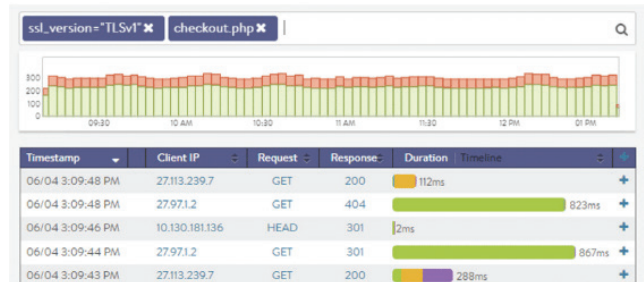 ssl_version="TLSv1" ✖ checkout.php ✖
300
200
100
0
09:30 10 AM 10:30 11 AM 11:30 12 PM 01 PM
Timestamp Client IP Request Response Duration Timeline
06/04 3:09:48 PM 27.113.239.7 GET 200 112ms
06/04 3:09:48 PM 27.97.1.2 GET 404 823ms
06/04 3:09:46 PM 10.130.181.136 HEAD 301 2ms
06/04 3:09:44 PM 27.97.1.2 GET 301 867ms
06/04 3:09:43 PM 27.113.239.7 GET 200 288ms